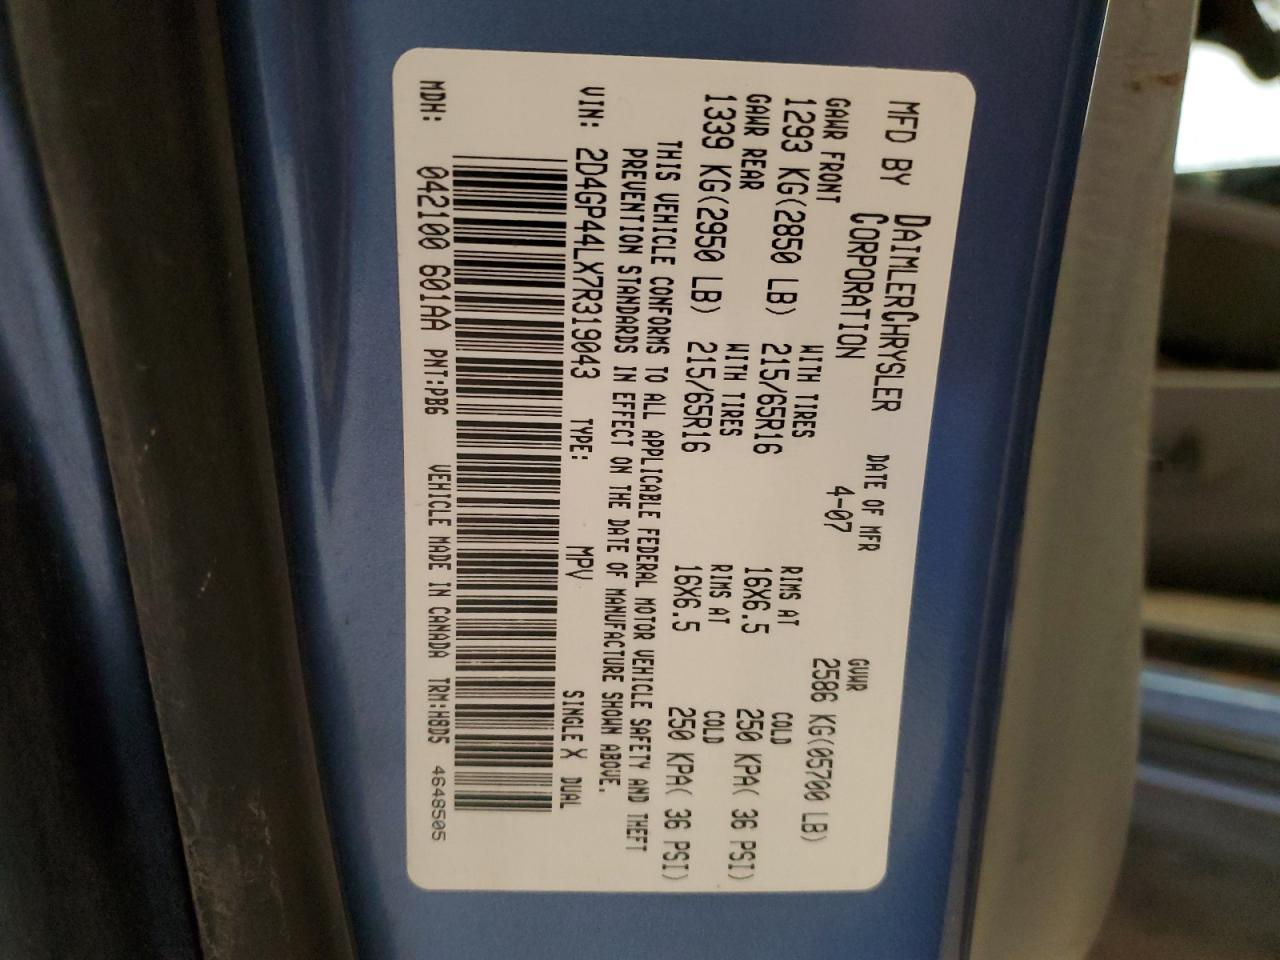 MFD BY DAIMLERCHRYSLER CORPORATION
DATE OF MFR 4-07
GVWR 2586 KG(05700 LB)
GAWR FRONT WITH TIRES RIMS AT COLD
1293 KG(2850 LB) 215/65R16 16X6.5 250 KPA( 36 PSI)
GAWR REAR WITH TIRES RIMS AT COLD
1339 KG(2950 LB) 215/65R16 16X6.5 250 KPA( 36 PSI)
THIS VEHICLE CONFORMS TO ALL APPLICABLE FEDERAL MOTOR VEHICLE SAFETY AND THEFT
PREVENTION STANDARDS IN EFFECT ON THE DATE OF MANUFACTURE SHOWN ABOVE.
VIN: 2D4GP44LX7R319043 TYPE: MPV SINGLE X DUAL
MDH: 042100 601AA PNT:PB6 VEHICLE MADE IN CANADA TRM:H8D5 4648505